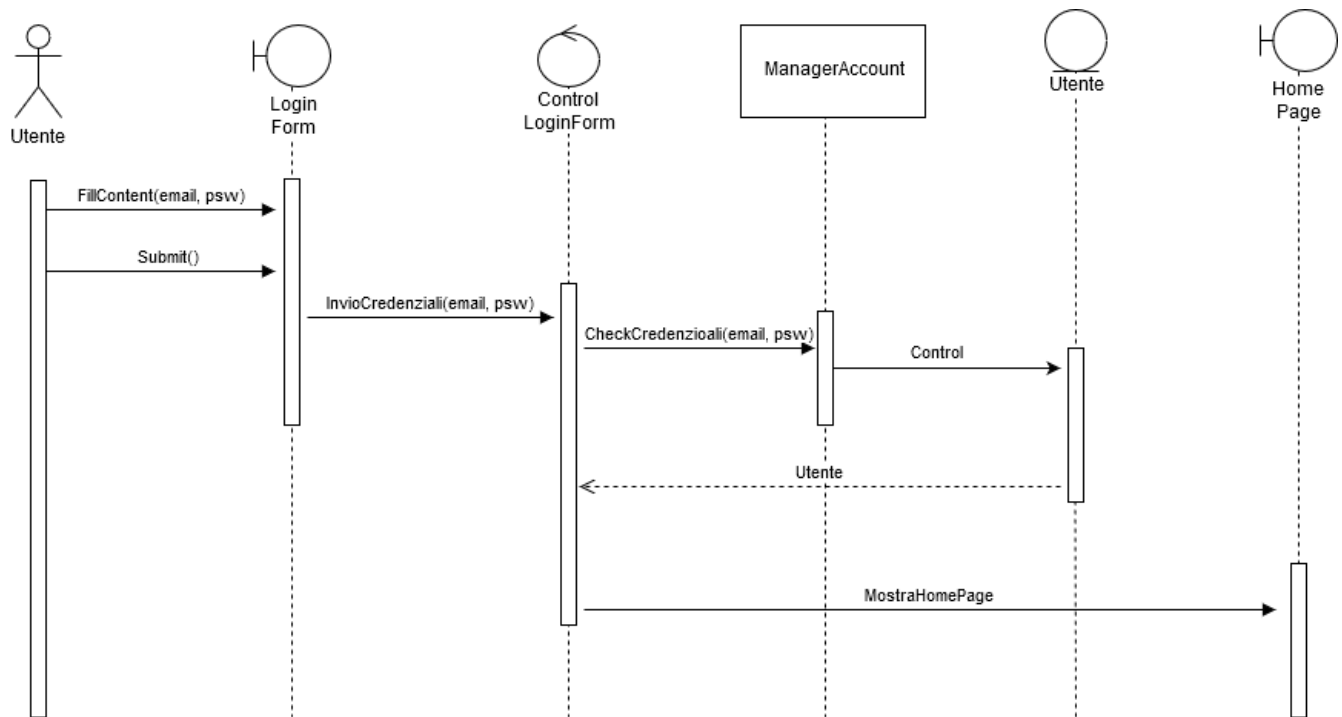 Utente
Login
Form
Control
LoginForm
ManagerAccount
Utente
Home
Page
FillContent(email, psw)
Submit()
InvioCredenziali(email, psw)
CheckCredenzioali(email, psw)
Control
Utente
MostraHomePage